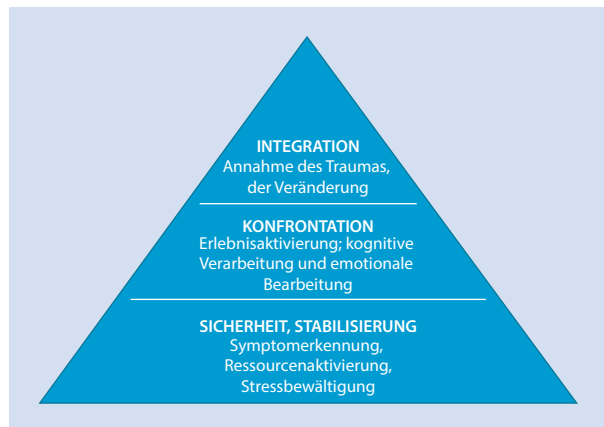 INTEGRATION
Annahme des Traumas,
der Veränderung
KONFRONTATION
Erlebnisaktivierung; kognitive
Verarbeitung und emotionale
Bearbeitung
SICHERHEIT, STABILISIERUNG
Symptomerkennung,
Ressourcenaktivierung,
Stressbewältigung